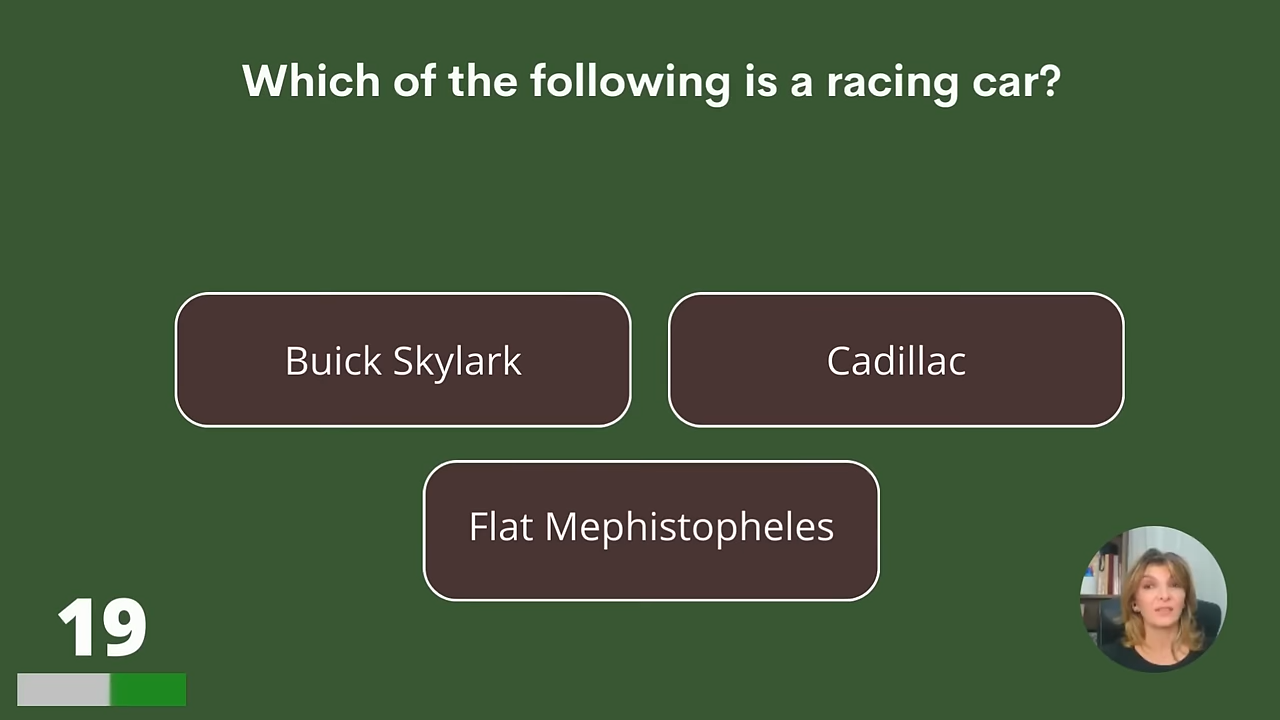 Which of the following is a racing car?
Buick Skylark
Cadillac
Flat Mephistopheles
19